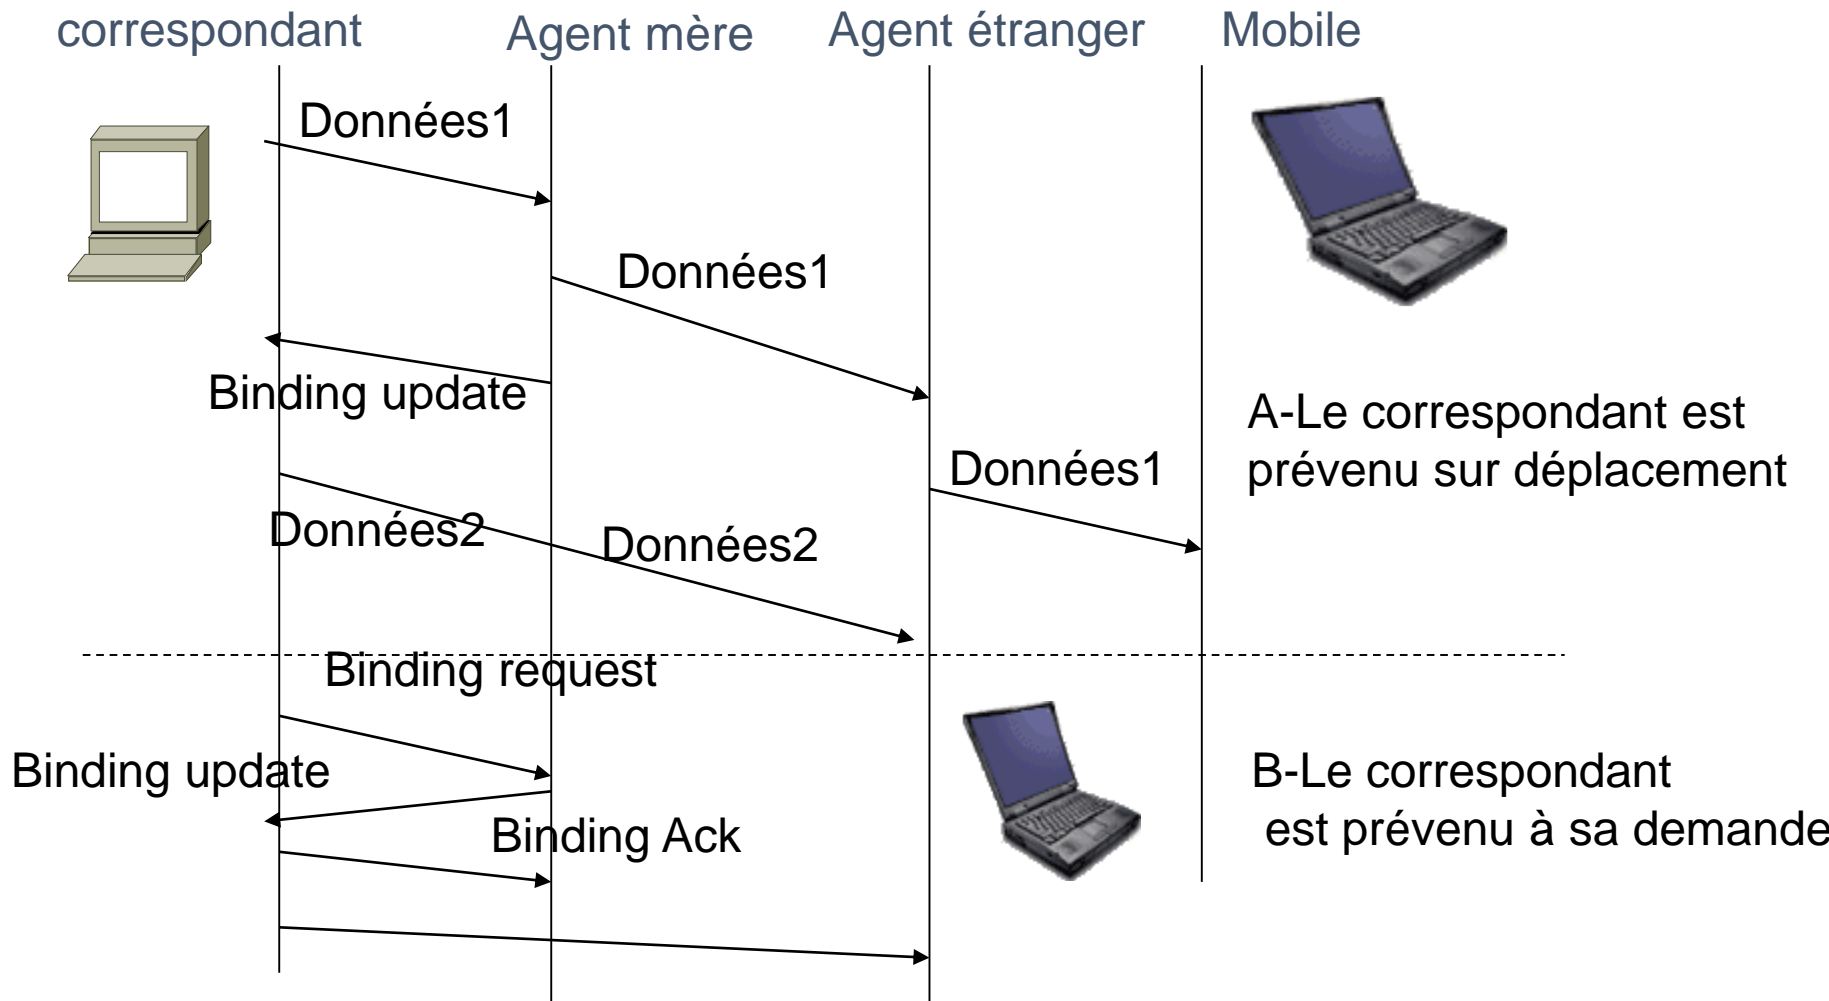 correspondant
Agent mère
Agent étranger
Mobile
Données1
Données1
Binding update
A-Le correspondant est
prévenu sur déplacement
Données1
Données2
Données2
Binding request
Binding update
B-Le correspondant
est prévenu à sa demande
Binding Ack